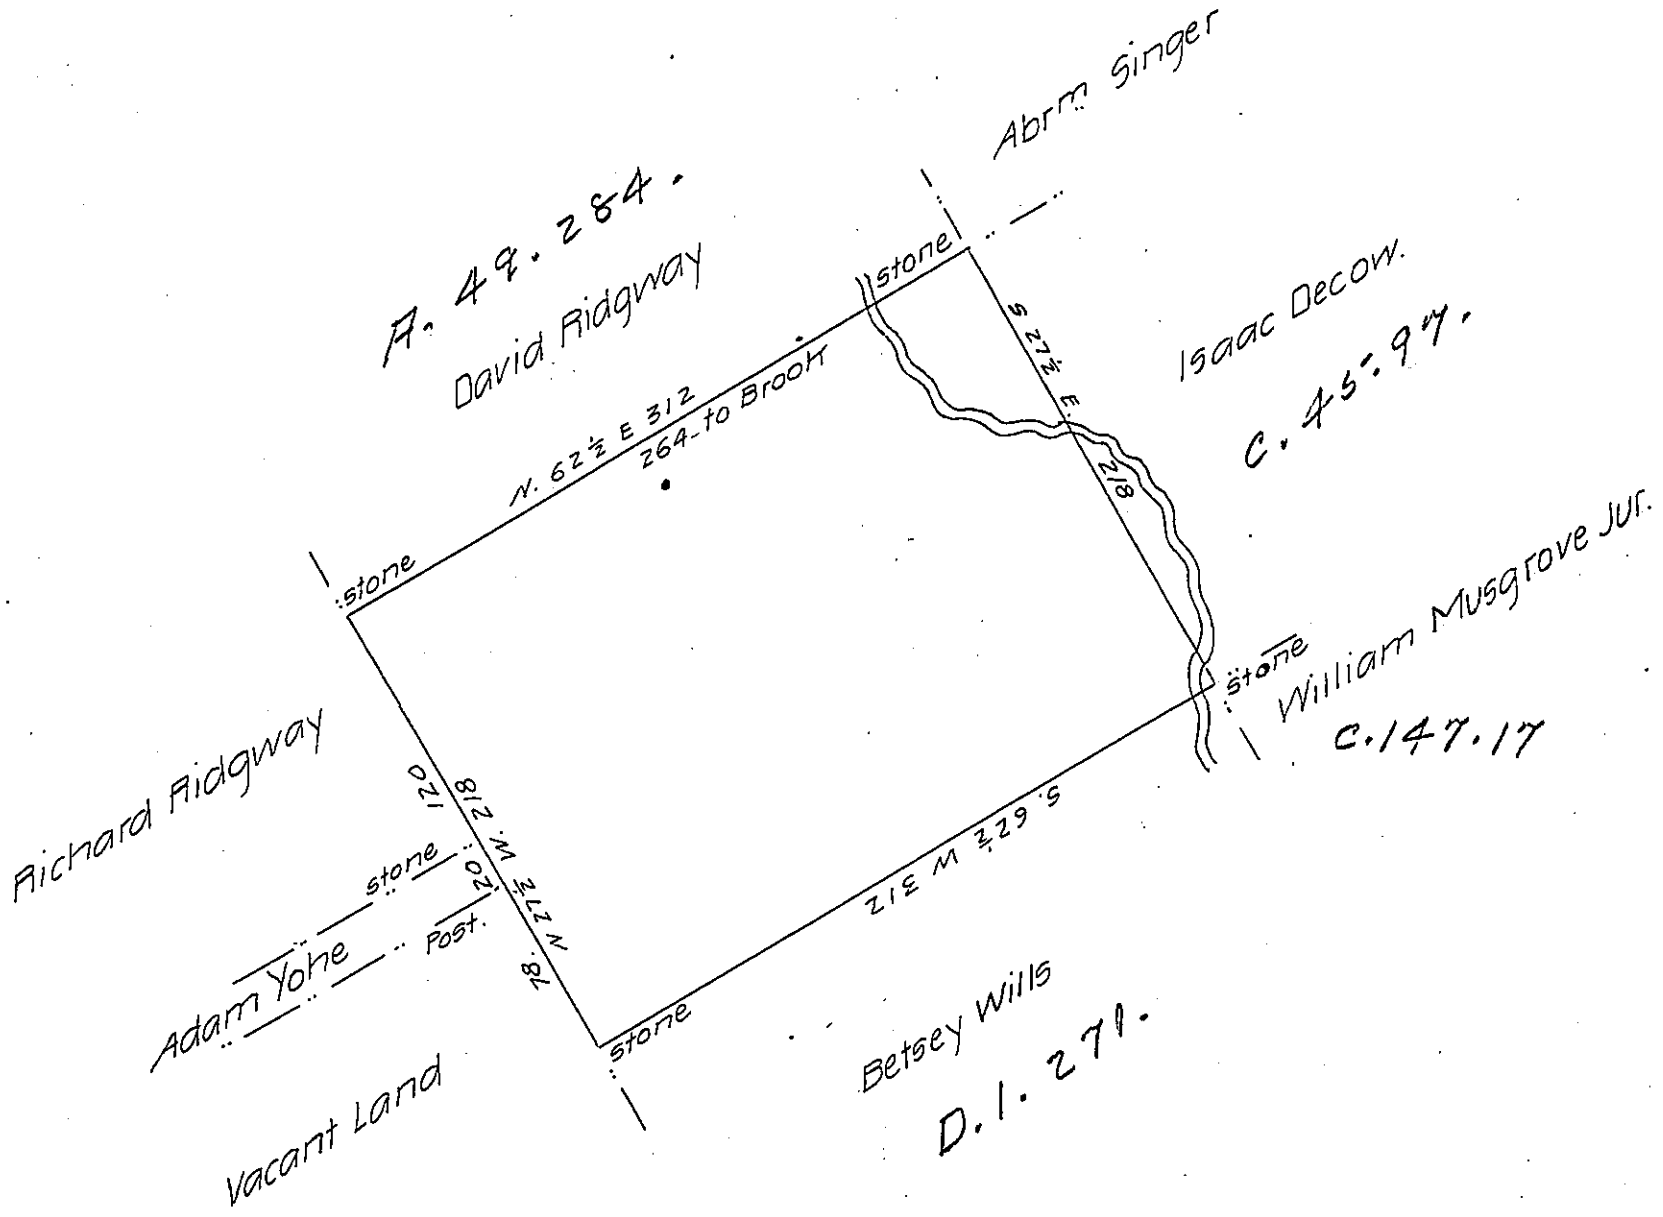 Abrm Singer
A. 49. 284.
David Ridgway
stone
Isaac Decow.
C. 45. 97.
S 27½ E.
218
N. 62½ E 312
264 to Brook
stone
William Musgrove Jur.
C. 147. 17
stone
Richard Ridgway
120
N 27½ W. 218
stone
20
Post.
Adam Yohe
78.
S. 62½ W 312
stone
Vacant Land
Betsey Wills
D. 1. 271.